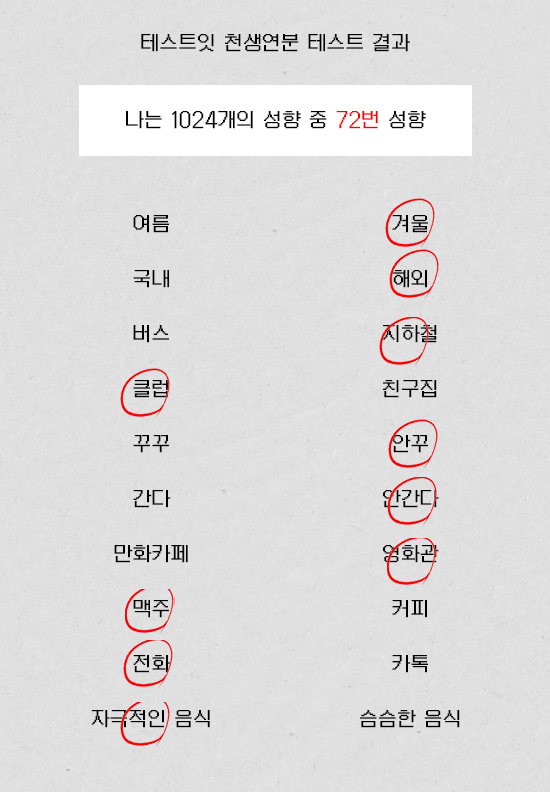 테스트잇 천생연분 테스트 결과
나는 1024개의 성향 중 72번 성향
여름 겨울
국내 해외
버스 지하철
클럽 친구집
꾸꾸 안꾸
간다 안간다
만화카페 영화관
맥주 커피
전화 카톡
자극적인 음식 슴슴한 음식